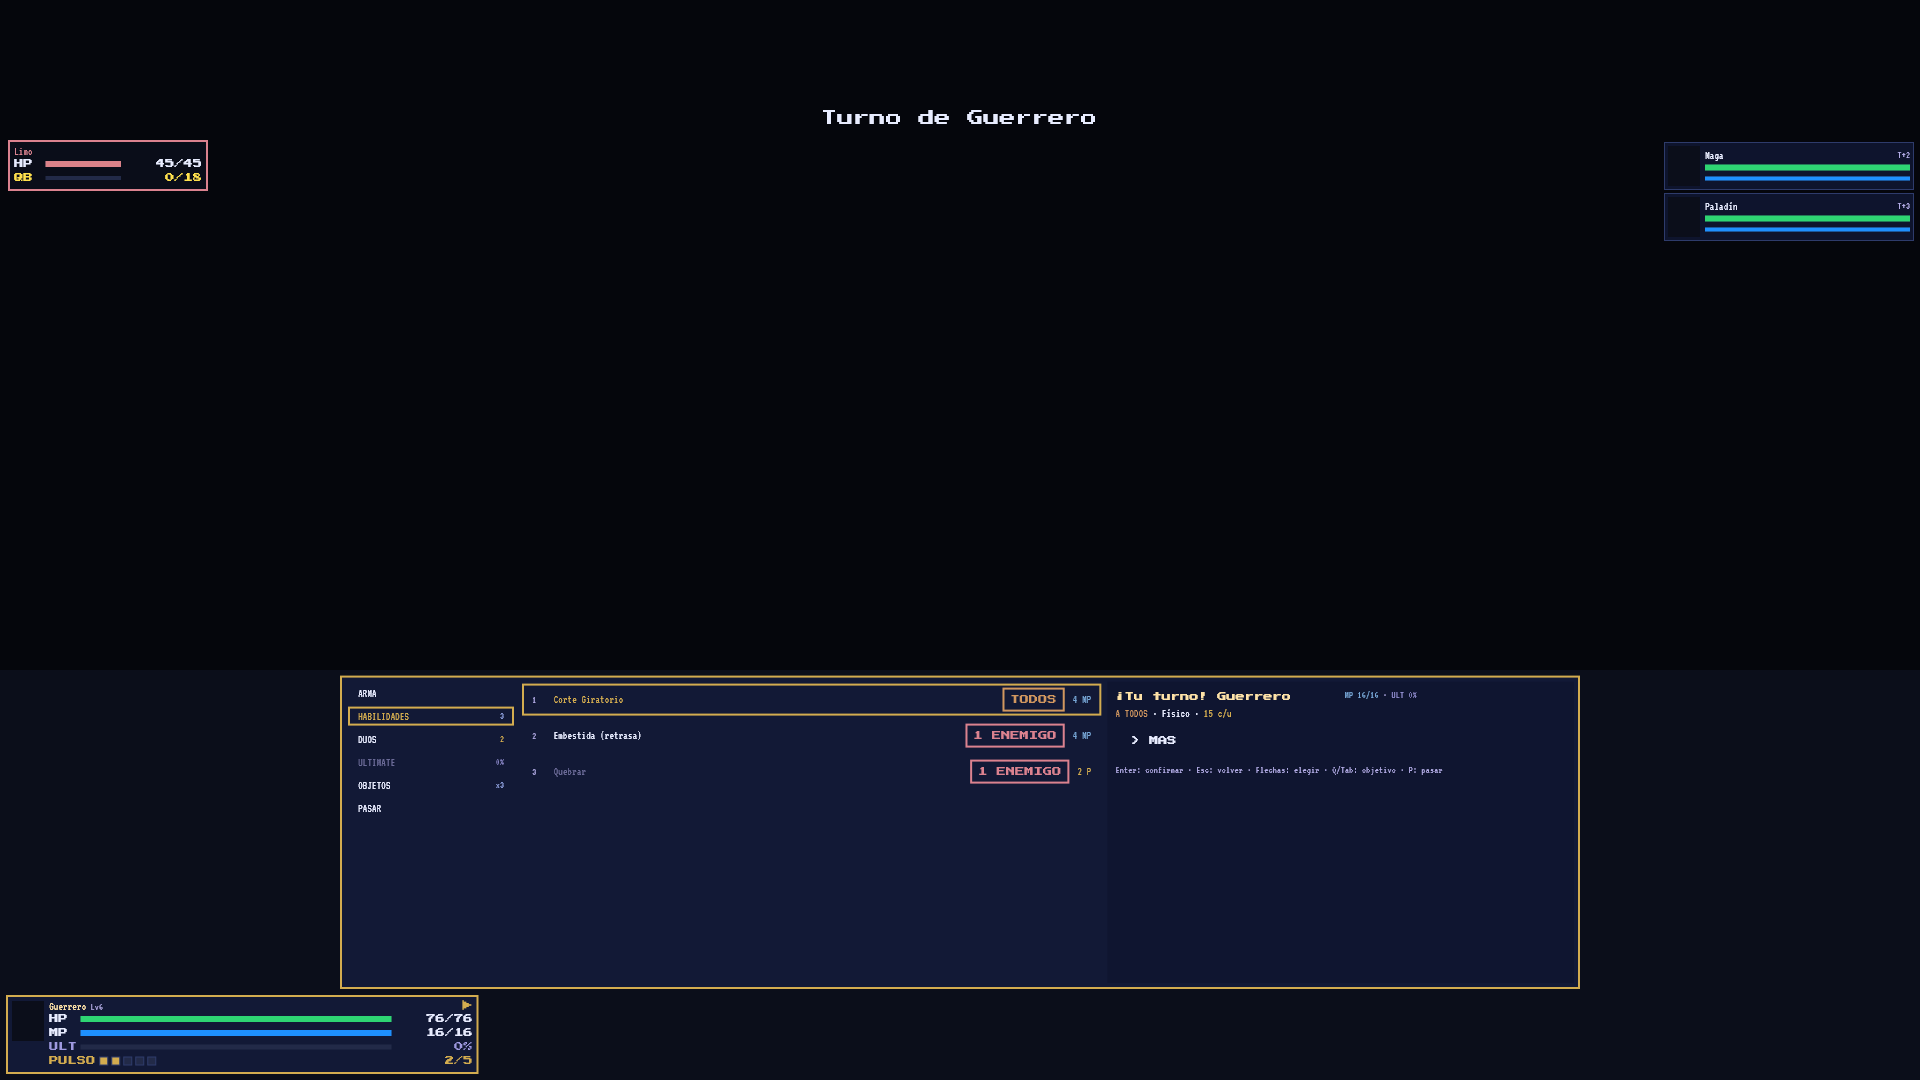 Turno de Guerrero
Limo
HP 45/45
QB 0/18
Naga T+2
Paladín T+3
ARMA
HABILIDADES 3
DUOS 2
ULTIMATE 0%
OBJETOS x3
PASAR
1 Corte Giratorio TODOS 4 MP
2 Embestida (retrasa) 1 ENEMIGO 4 MP
3 Quebrar 1 ENEMIGO 2 P
¡Tu turno! Guerrero MP 16/16 · ULT 0%
A TODOS · Físico · 15 c/u
> MAS
Enter: confirmar · Esc: volver · Flechas: elegir · Q/Tab: objetivo · P: pasar
Guerrero Lv6
HP 76/76
MP 16/16
ULT 0%
PULSO 2/5